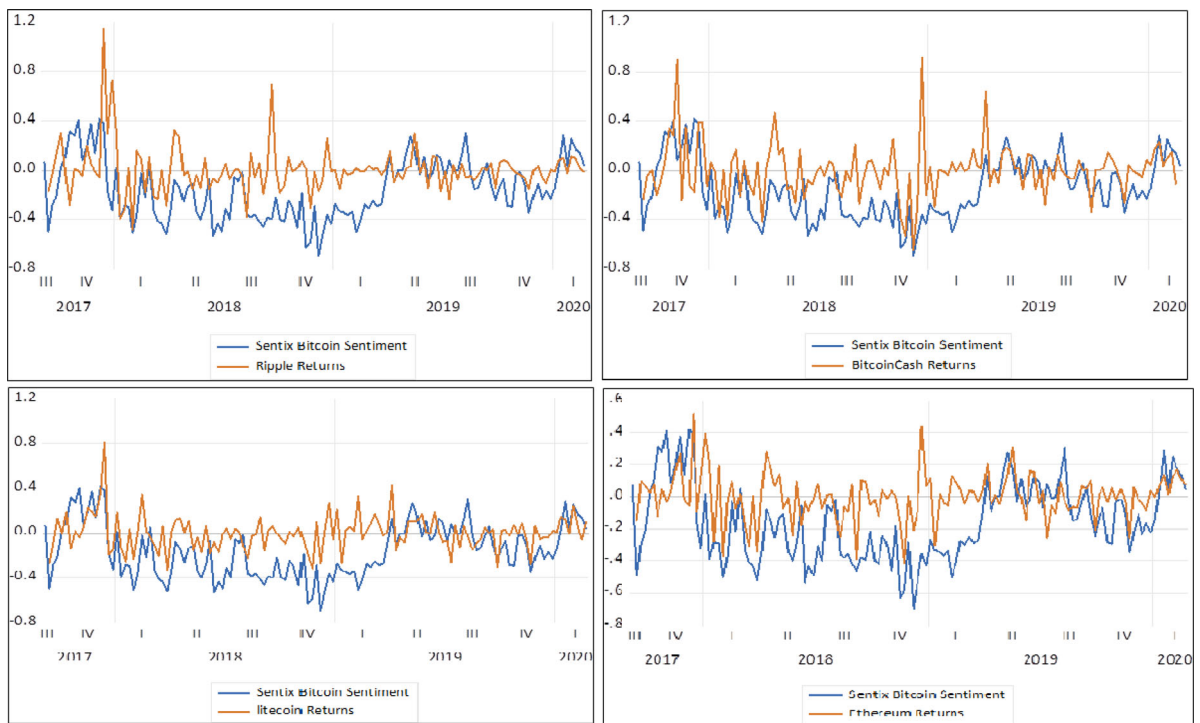 1.2
0.8
0.4
0.0
-0.4
-0.8
III IV I II III IV I II III IV I
2017 2018 2019 2020
Sentix Bitcoin Sentiment
Ripple Returns
1.2
0.8
0.4
0.0
-0.4
-0.8
III IV I II III IV I II III IV I
2017 2018 2019 2020
Sentix Bitcoin Sentiment
BitcoinCash Returns
1.2
0.8
0.4
0.0
-0.4
-0.8
III IV I II III IV I II III IV I
2017 2018 2019 2020
Sentix Bitcoin Sentiment
litecoin Returns
.6
.4
.2
.0
-.2
-.4
-.6
-.8
III IV I II III IV I II III IV I
2017 2018 2019 2020
Sentix Bitcoin Sentiment
Ethereum Returns